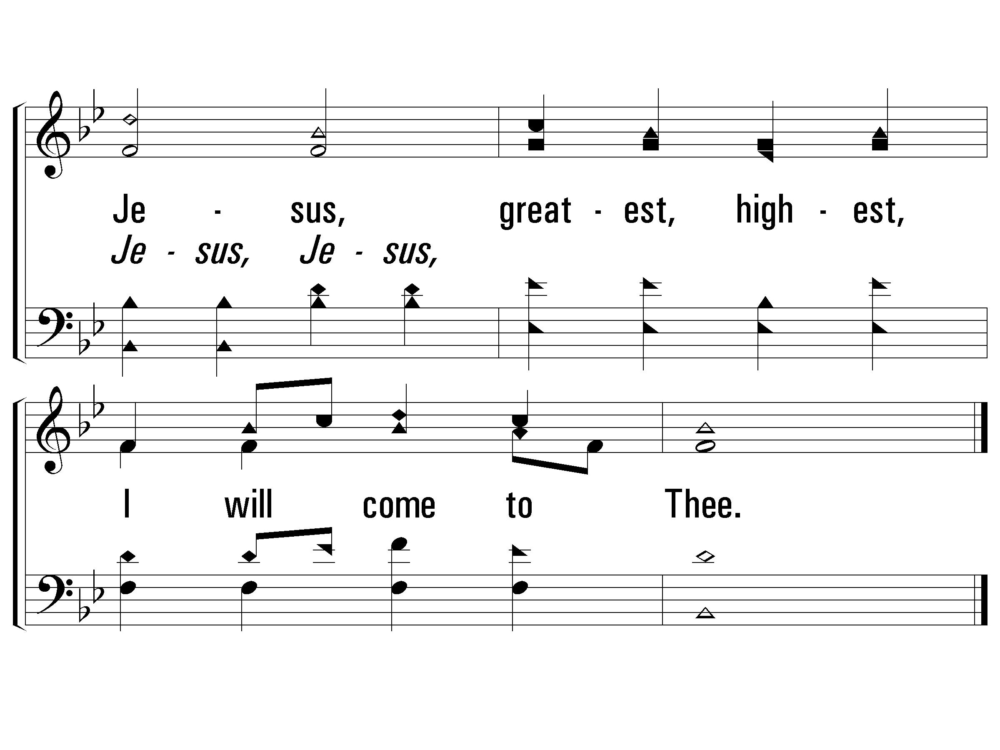 Je - sus, great - est, high - est,
Je - sus, Je - sus,
I will come to Thee.